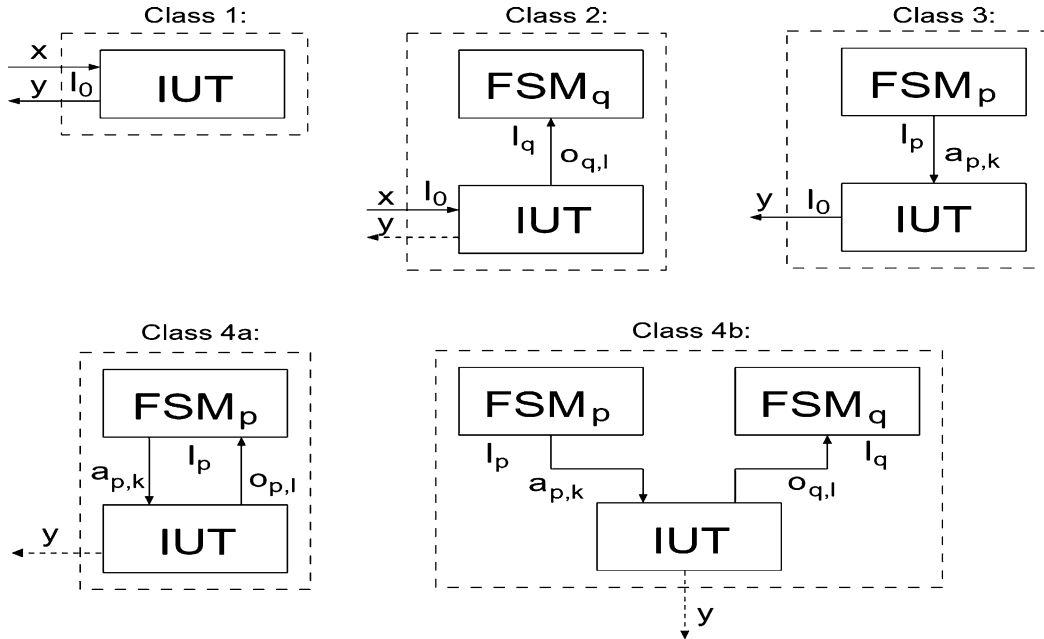 Class 1:
x
y
I0
IUT
Class 2:
FSMq
Iq
oq,l
x
I0
y
IUT
Class 3:
FSMp
Ip
ap,k
y
I0
IUT
Class 4a:
FSMp
Ip
ap,k
op,l
y
IUT
Class 4b:
FSMp
FSMq
Ip
Iq
ap,k
oq,l
IUT
y